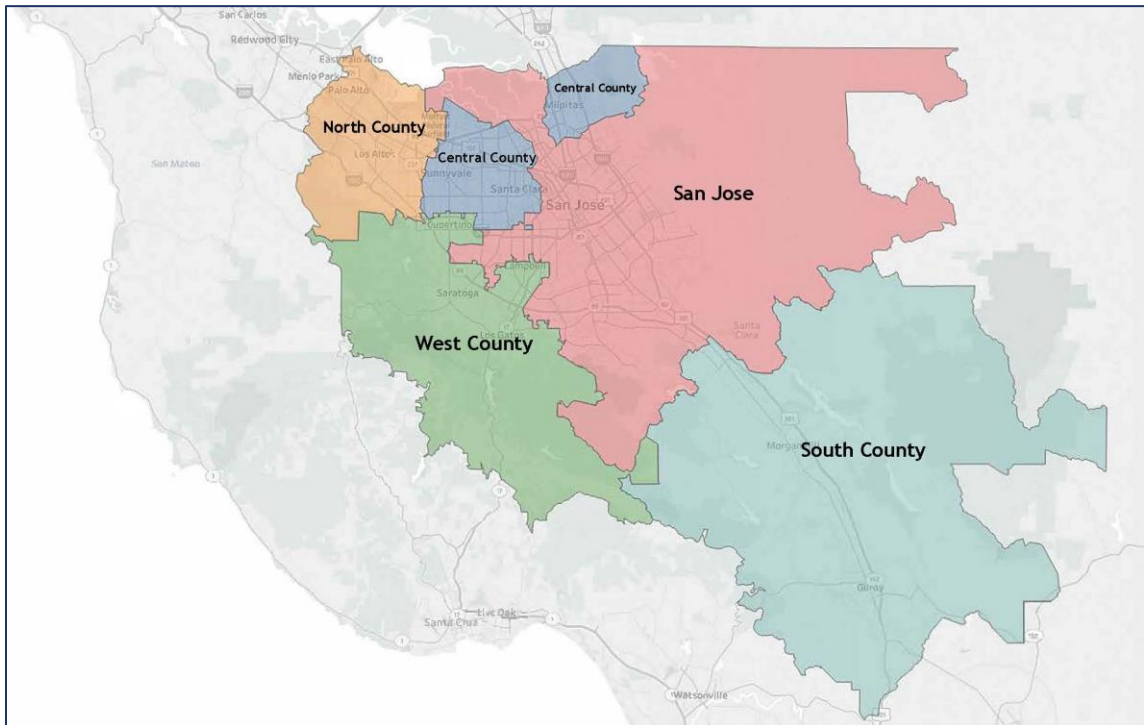 San Carlos
Redwood City
East Palo Alto
Menlo Park
Palo Alto
Central County
Milpitas
North County
Los Altos
Central County
Sunnyvale
Santa Clara
San Mateo
San Jose
San Jose
Cupertino
Campbell
Saratoga
Los Gatos
Santa
Clara
West County
Morgan Hill
South County
Gilroy
Live Oak
Santa Cruz
Watsonville